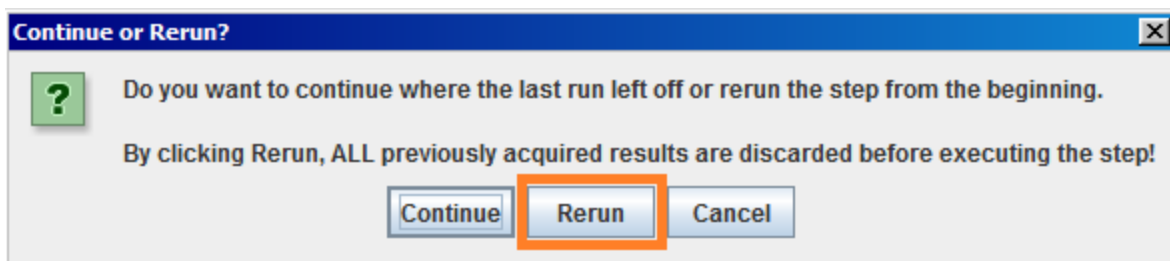 Continue or Rerun?
Do you want to continue where the last run left off or rerun the step from the beginning.
By clicking Rerun, ALL previously acquired results are discarded before executing the step!
Continue Rerun Cancel